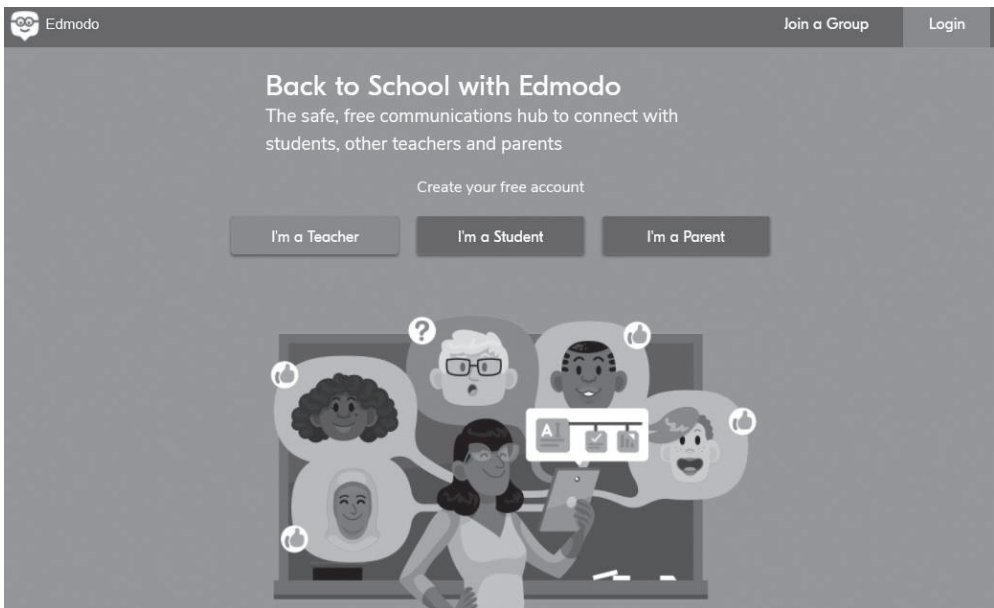 Edmodo
Join a Group
Login
Back to School with Edmodo
The safe, free communications hub to connect with
students, other teachers and parents
Create your free account
I'm a Teacher
I'm a Student
I'm a Parent
?
A